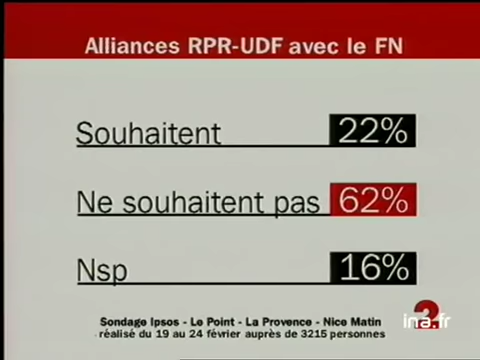 Alliances RPR-UDF avec le FN
Souhaitent 22%
Ne souhaitent pas 62%
Nsp 16%
Sondage Ipsos - Le Point - La Provence - Nice Matin
réalisé du 19 au 24 février auprès de 3215 personnes
2
ina.fr